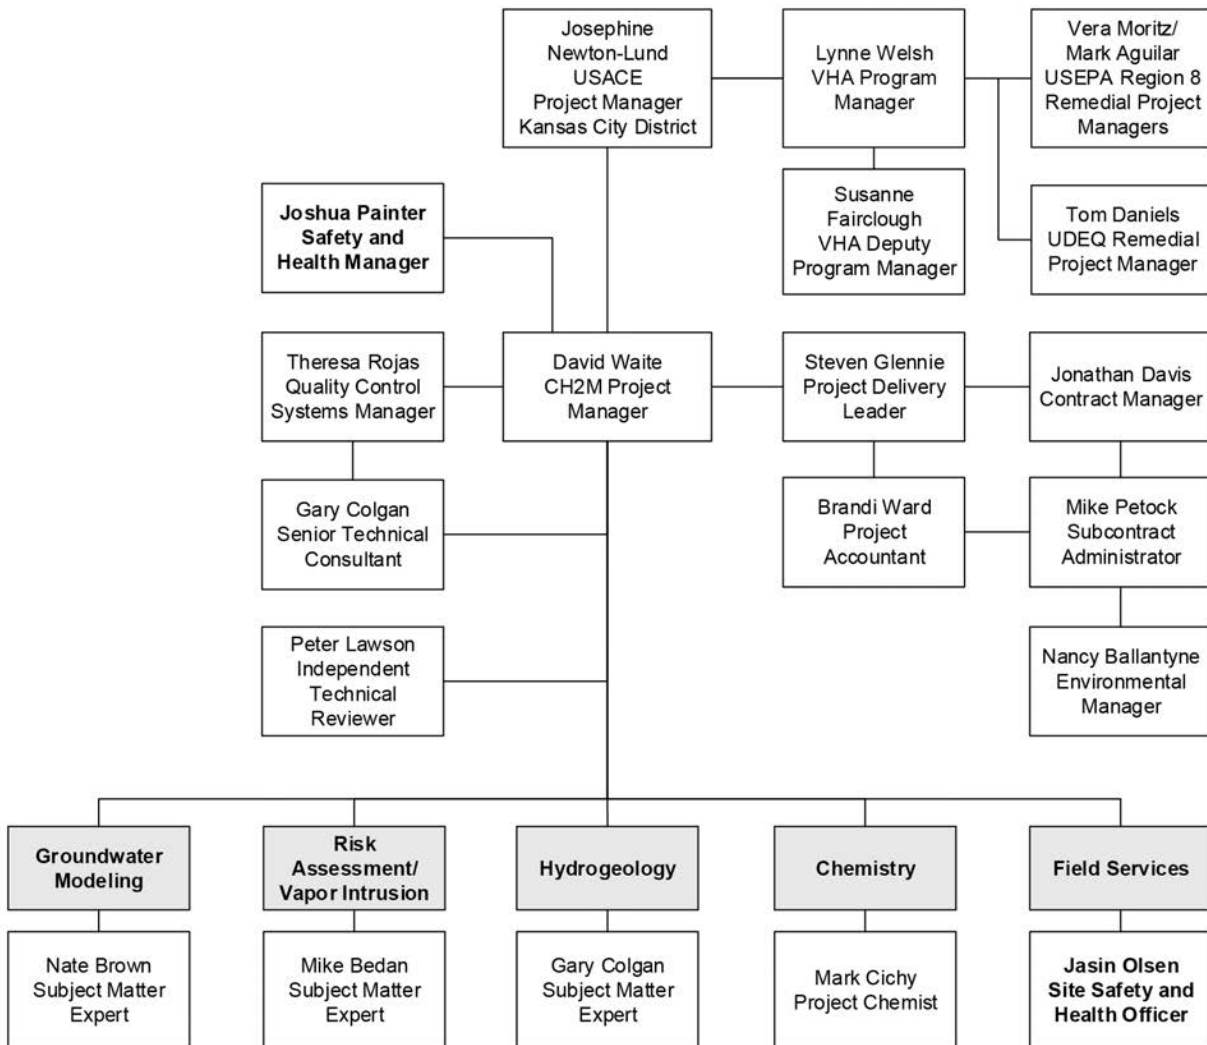 Josephine
Newton-Lund
USACE
Project Manager
Kansas City District
Lynne Welsh
VHA Program
Manager
Vera Moritz/
Mark Aguilar
USEPA Region 8
Remedial Project
Managers
Joshua Painter
Safety and
Health Manager
Susanne
Fairclough
VHA Deputy
Program Manager
Tom Daniels
UDEQ Remedial
Project Manager
Theresa Rojas
Quality Control
Systems Manager
David Waite
CH2M Project
Manager
Steven Glennie
Project Delivery
Leader
Jonathan Davis
Contract Manager
Gary Colgan
Senior Technical
Consultant
Brandi Ward
Project
Accountant
Mike Petock
Subcontract
Administrator
Peter Lawson
Independent
Technical
Reviewer
Nancy Ballantyne
Environmental
Manager
Groundwater
Modeling
Risk
Assessment/
Vapor Intrusion
Hydrogeology
Chemistry
Field Services
Nate Brown
Subject Matter
Expert
Mike Bedan
Subject Matter
Expert
Gary Colgan
Subject Matter
Expert
Mark Cichy
Project Chemist
Jasin Olsen
Site Safety and
Health Officer